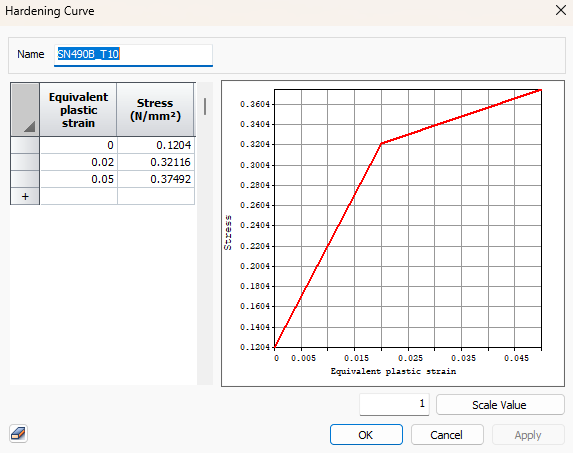 Hardening Curve
Name SN490B_T10
Equivalent plastic strain Stress (N/mm²)
0 0.1204
0.02 0.32116
0.05 0.37492
+
0.3604
0.3404
0.3204
0.3004
0.2804
0.2604
0.2404
0.2204
0.2004
0.1804
0.1604
0.1404
0.1204
Stress
0 0.005 0.015 0.025 0.035 0.045
Equivalent plastic strain
1 Scale Value
OK Cancel Apply